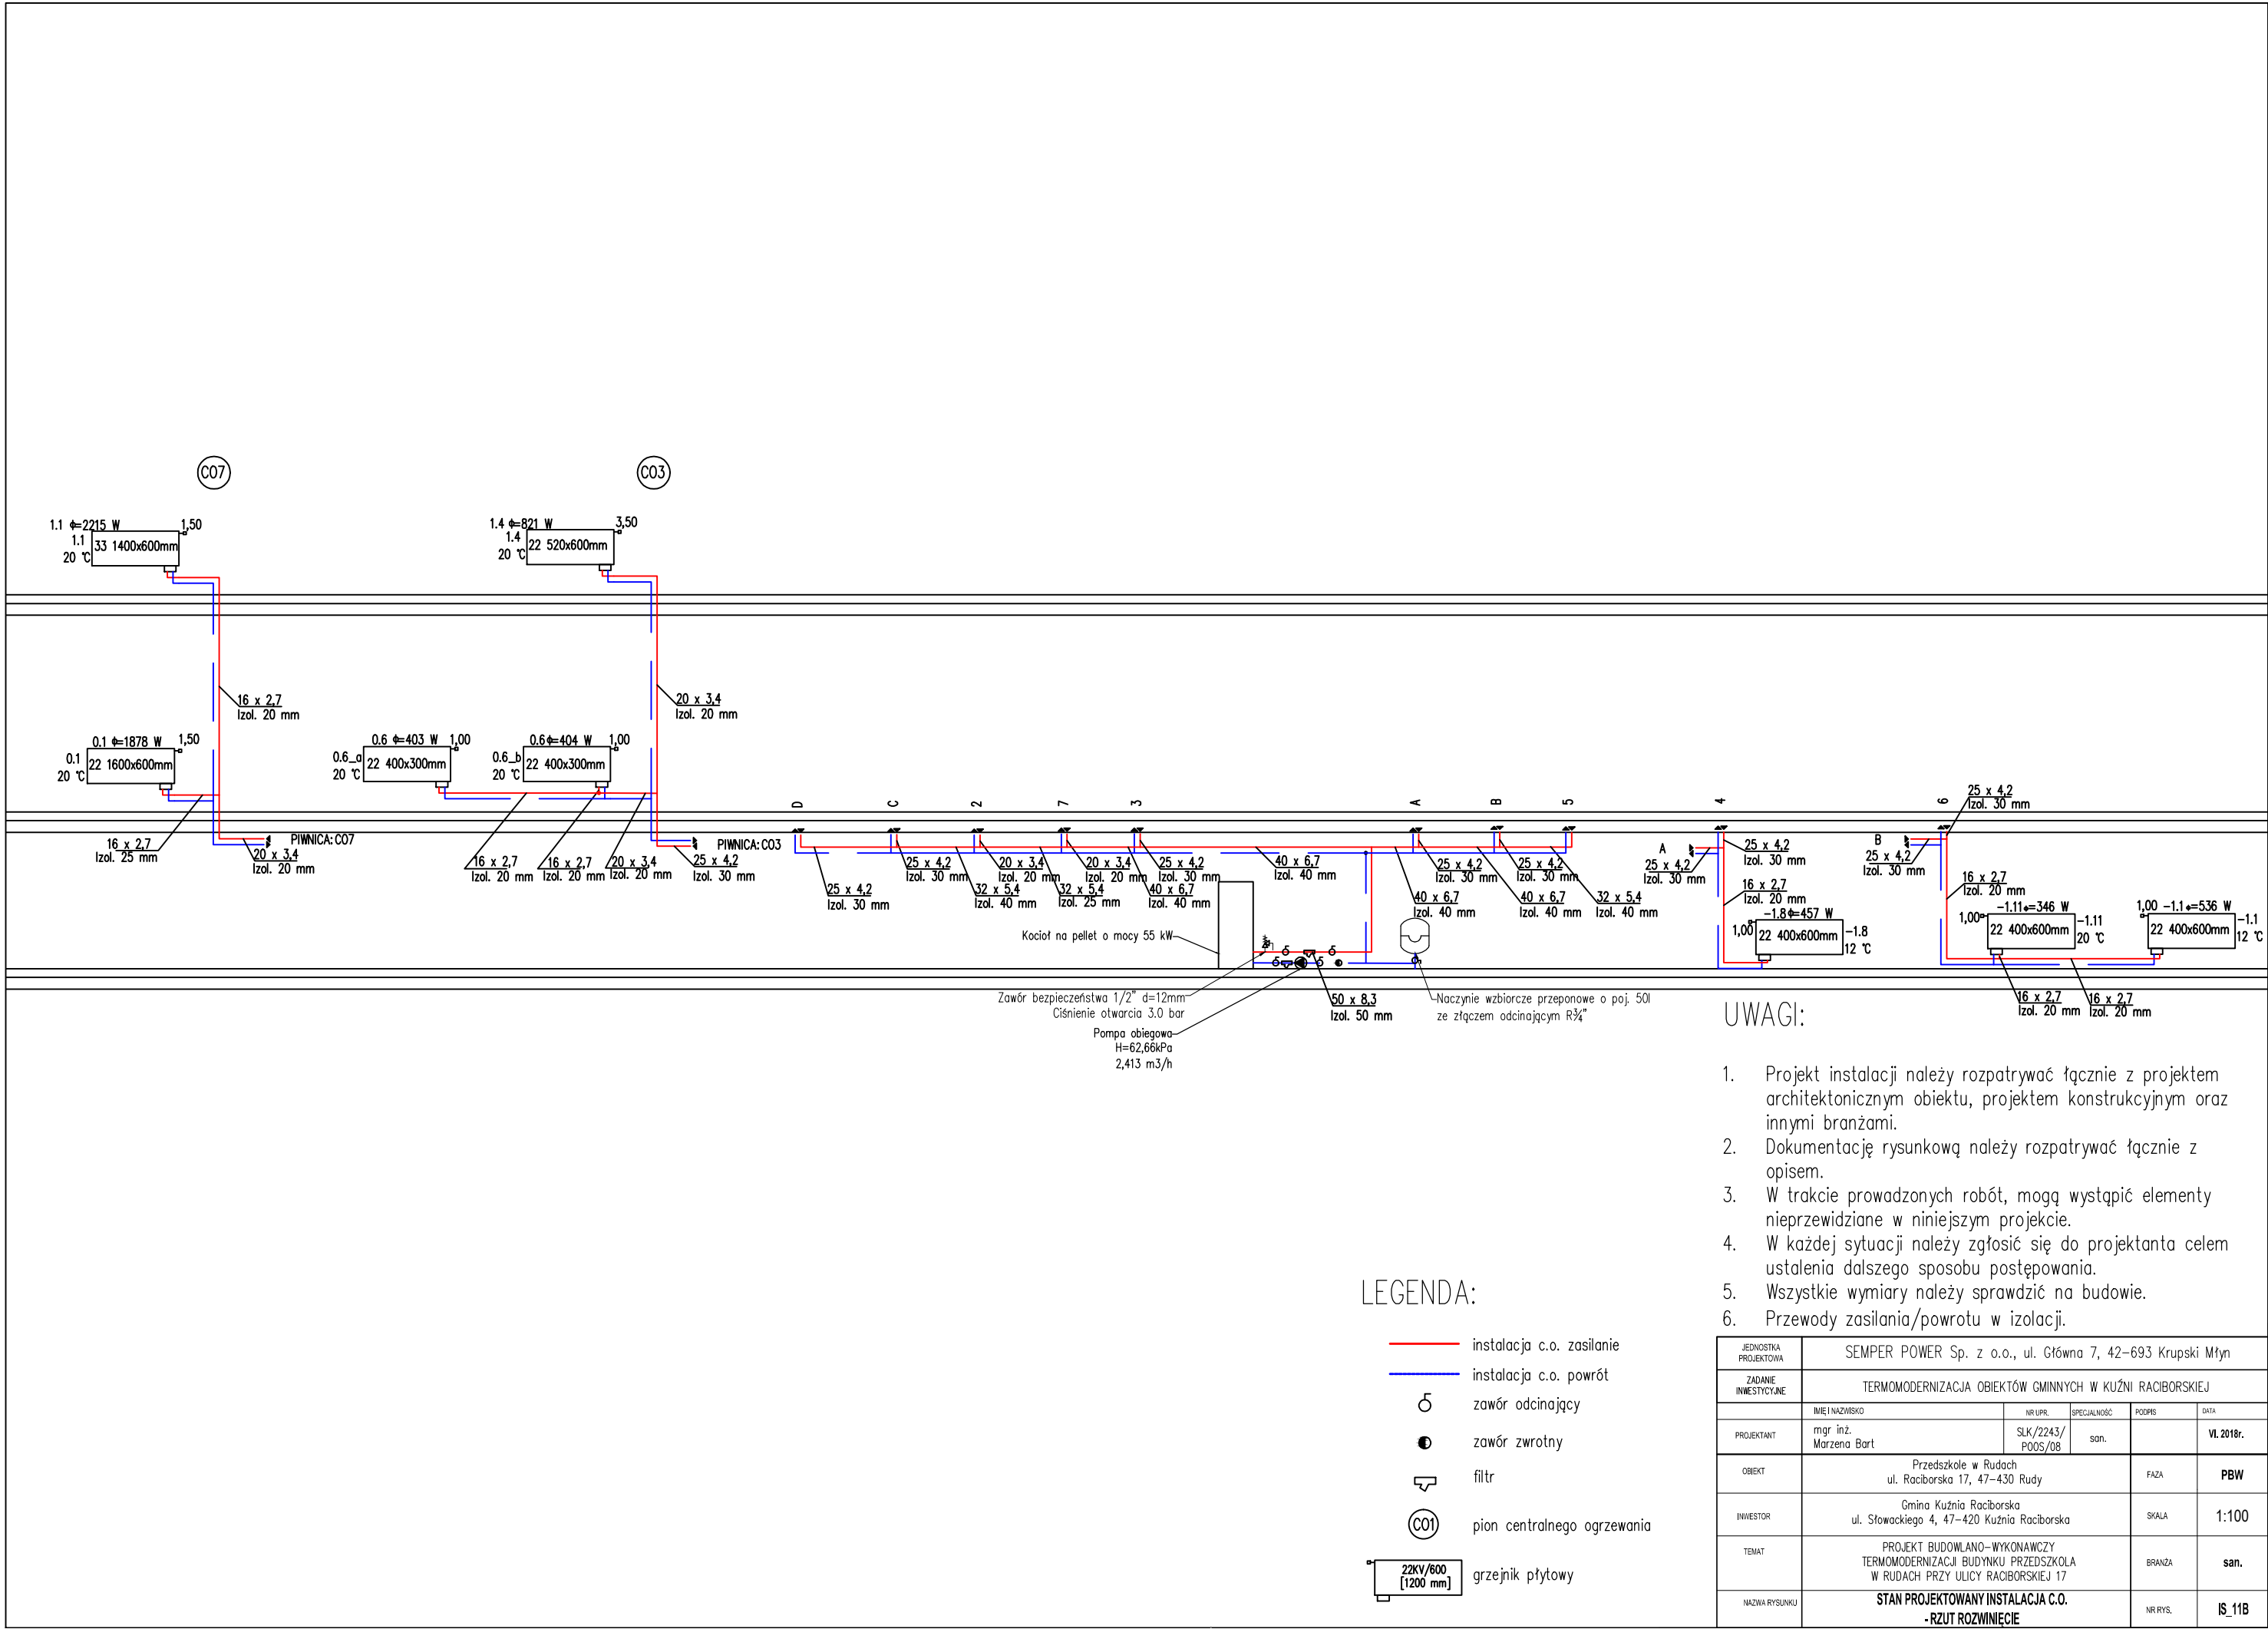 CO7
CO3
1.1 ϕ=2215 W
1,50
1.1
20 °C
33 1400x600mm
1.4 ϕ=821 W
3,50
1.4
20 °C
22 520x600mm
16 x 2,7
Izol. 20 mm
20 x 3,4
Izol. 20 mm
0.1 ϕ=1878 W
1,50
0.1
20 °C
22 1600x600mm
0.6 ϕ=403 W
1,00
0.6_a
20 °C
22 400x300mm
0.6 ϕ=404 W
1,00
0.6_b
20 °C
22 400x300mm
16 x 2,7
Izol. 25 mm
PIWNICA: CO7
20 x 3,4
Izol. 20 mm
16 x 2,7
Izol. 20 mm
16 x 2,7
Izol. 20 mm
20 x 3,4
Izol. 20 mm
PIWNICA: CO3
25 x 4,2
Izol. 30 mm
D
C
2
7
3
A
B
5
4
6
25 x 4,2
Izol. 30 mm
25 x 4,2
Izol. 30 mm
32 x 5,4
Izol. 40 mm
20 x 3,4
Izol. 20 mm
32 x 5,4
Izol. 25 mm
20 x 3,4
Izol. 20 mm
40 x 6,7
Izol. 40 mm
25 x 4,2
Izol. 30 mm
40 x 6,7
Izol. 40 mm
40 x 6,7
Izol. 40 mm
25 x 4,2
Izol. 30 mm
40 x 6,7
Izol. 40 mm
25 x 4,2
Izol. 30 mm
32 x 5,4
Izol. 40 mm
A
25 x 4,2
Izol. 30 mm
25 x 4,2
Izol. 30 mm
16 x 2,7
Izol. 20 mm
-1.8 ϕ=457 W
1,00
22 400x600mm
-1.8
12 °C
B
25 x 4,2
Izol. 30 mm
25 x 4,2
Izol. 30 mm
16 x 2,7
Izol. 20 mm
-1.11 ϕ=346 W
1,00
22 400x600mm
-1.11
20 °C
1,00 -1.1 ϕ=536 W
22 400x600mm
-1.1
12 °C
16 x 2,7
Izol. 20 mm
16 x 2,7
Izol. 20 mm
Kocioł na pellet o mocy 55 kW
Zawór bezpieczeństwa 1/2" d=12mm
Ciśnienie otwarcia 3.0 bar
Pompa obiegowa
H=62,66kPa
2,413 m3/h
50 x 8,3
Izol. 50 mm
Naczynie wzbiorcze przeponowe o poj. 50l
ze złączem odcinającym R¾"
UWAGI:
1. Projekt instalacji należy rozpatrywać łącznie z projektem
architektonicznym obiektu, projektem konstrukcyjnym oraz
innymi branżami.
2. Dokumentację rysunkową należy rozpatrywać łącznie z
opisem.
3. W trakcie prowadzonych robót, mogą wystąpić elementy
nieprzewidziane w niniejszym projekcie.
4. W każdej sytuacji należy zgłosić się do projektanta celem
ustalenia dalszego sposobu postępowania.
5. Wszystkie wymiary należy sprawdzić na budowie.
6. Przewody zasilania/powrotu w izolacji.
LEGENDA:
instalacja c.o. zasilanie
instalacja c.o. powrót
zawór odcinający
zawór zwrotny
filtr
CO1
pion centralnego ogrzewania
22KV/600
[1200 mm]
grzejnik płytowy
JEDNOSTKA
PROJEKTOWA
SEMPER POWER Sp. z o.o., ul. Główna 7, 42-693 Krupski Młyn
ZADANIE
INWESTYCYJNE
TERMOMODERNIZACJA OBIEKTÓW GMINNYCH W KUŹNI RACIBORSKIEJ
IMIĘ I NAZWISKO
NR UPR.
SPECJALNOŚĆ
PODPIS
DATA
PROJEKTANT
mgr inż.
Marzena Bart
SLK/2243/
POOS/08
san.
VI. 2018r.
OBIEKT
Przedszkole w Rudach
ul. Raciborska 17, 47-430 Rudy
FAZA
PBW
INWESTOR
Gmina Kuźnia Raciborska
ul. Słowackiego 4, 47-420 Kuźnia Raciborska
SKALA
1:100
TEMAT
PROJEKT BUDOWLANO-WYKONAWCZY
TERMOMODERNIZACJI BUDYNKU PRZEDSZKOLA
W RUDACH PRZY ULICY RACIBORSKIEJ 17
BRANŻA
san.
NAZWA RYSUNKU
STAN PROJEKTOWANY INSTALACJA C.O.
- RZUT ROZWINIĘCIE
NR RYS.
IS_11B